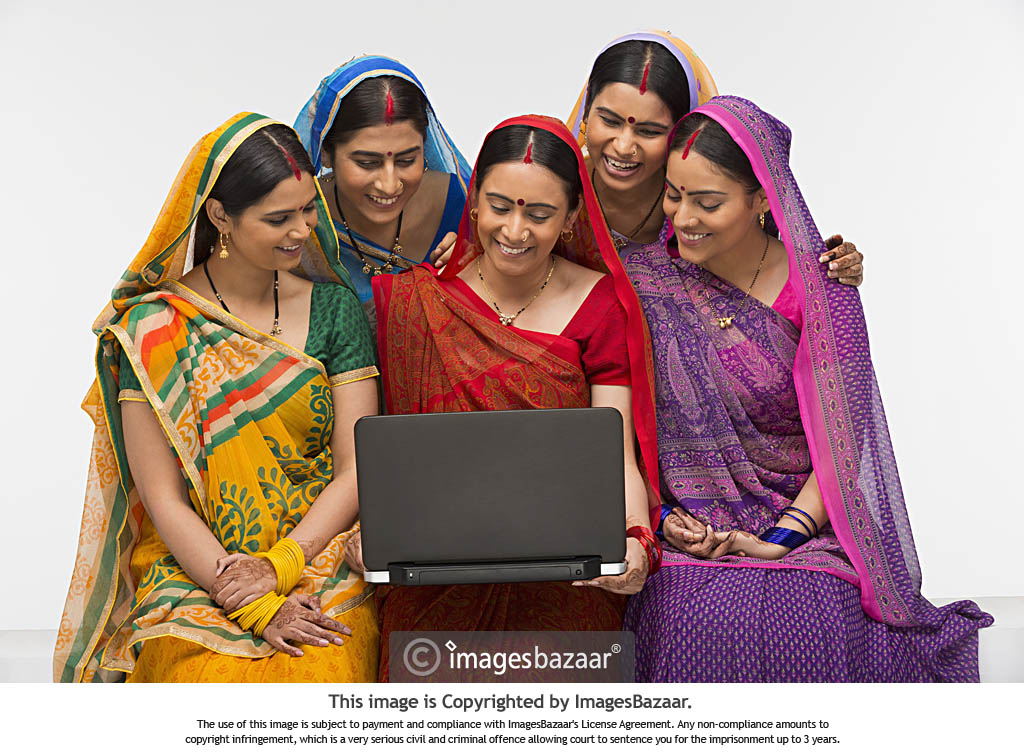 © imagesbazaar®
This image is Copyrighted by ImagesBazaar.
The use of this image is subject to payment and compliance with ImagesBazaar's License Agreement. Any non-compliance amounts to
copyright infringement, which is a very serious civil and criminal offence allowing court to sentence you for the imprisonment up to 3 years.